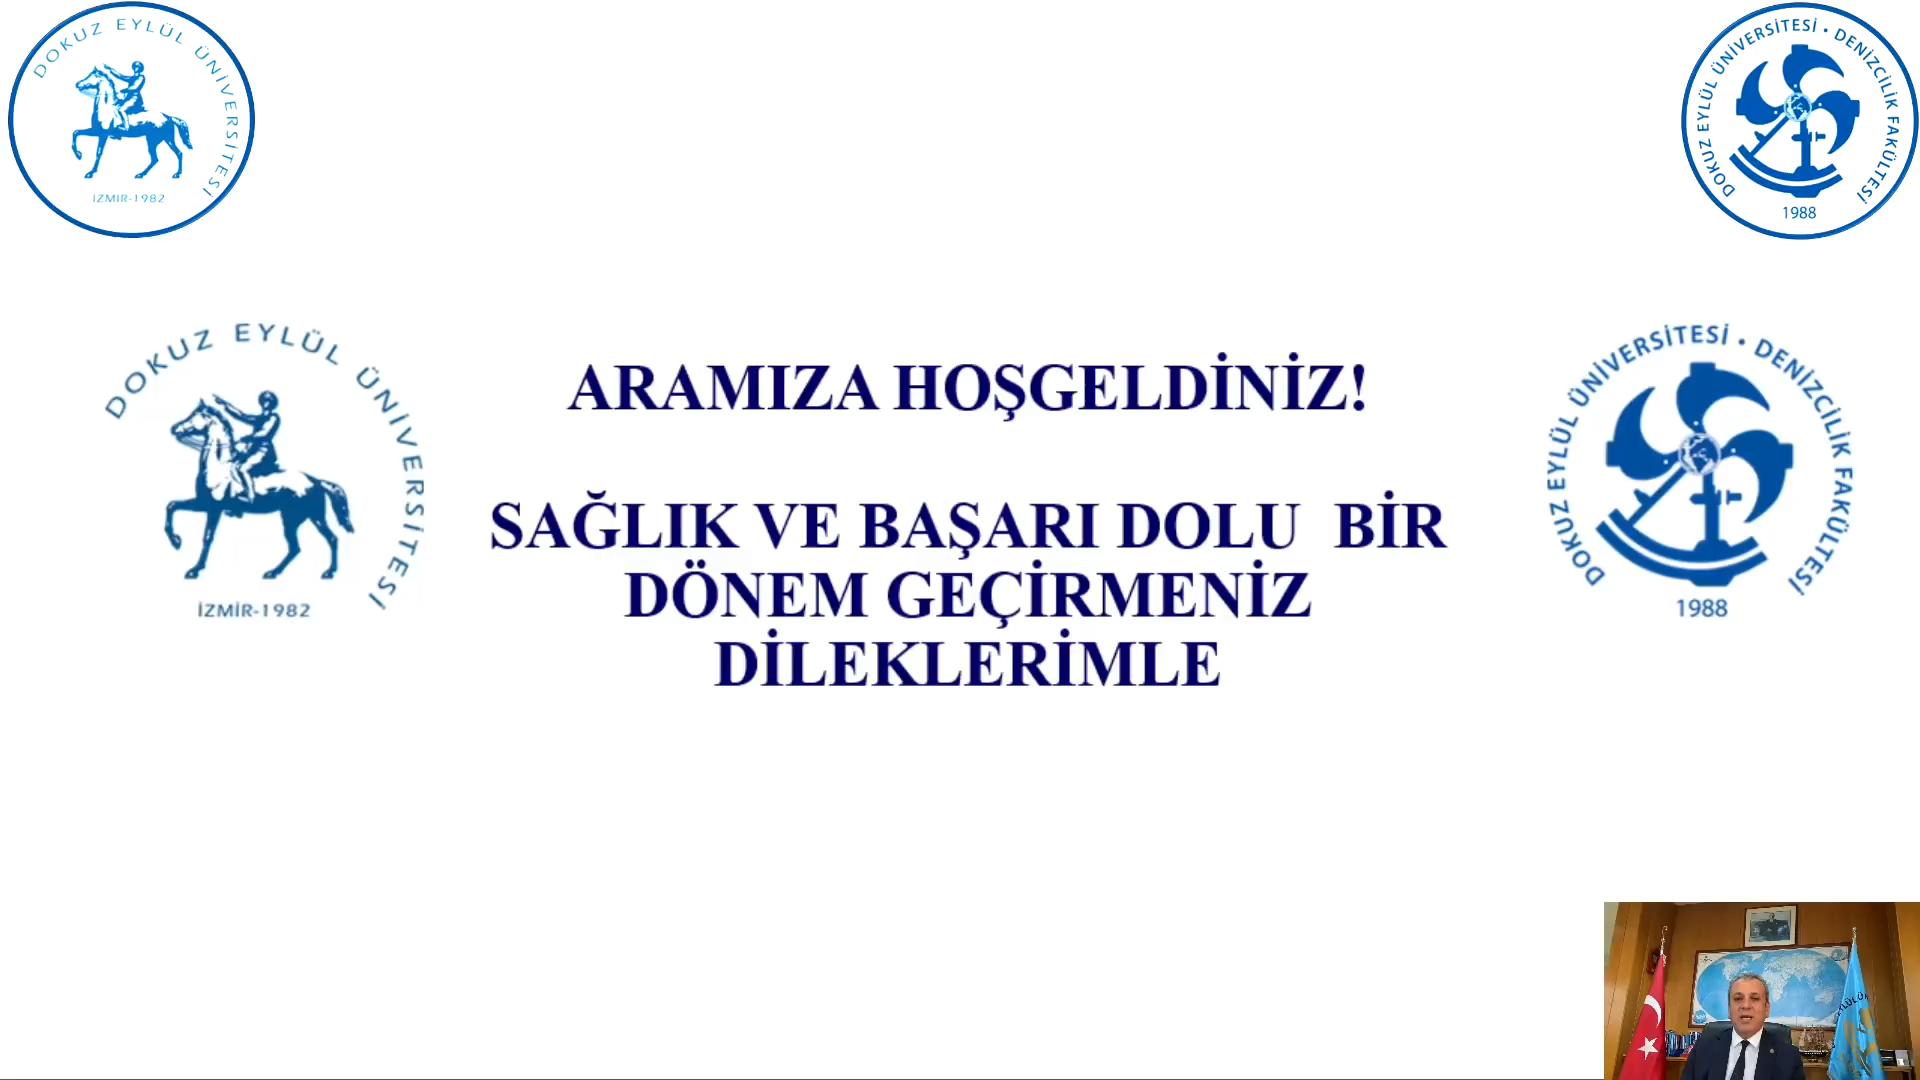 DOKUZ EYLÜL ÜNİVERSİTESİ
İZMİR-1982
DOKUZ EYLÜL ÜNİVERSİTESİ • DENİZCİLİK FAKÜLTESİ
1988
DOKUZ EYLÜL ÜNİVERSİTESİ
İZMİR-1982
ARAMIZA HOŞGELDİNİZ!
SAĞLIK VE BAŞARI DOLU BİR
DÖNEM GEÇİRMENİZ
DİLEKLERİMLE
DOKUZ EYLÜL ÜNİVERSİTESİ • DENİZCİLİK FAKÜLTESİ
1988